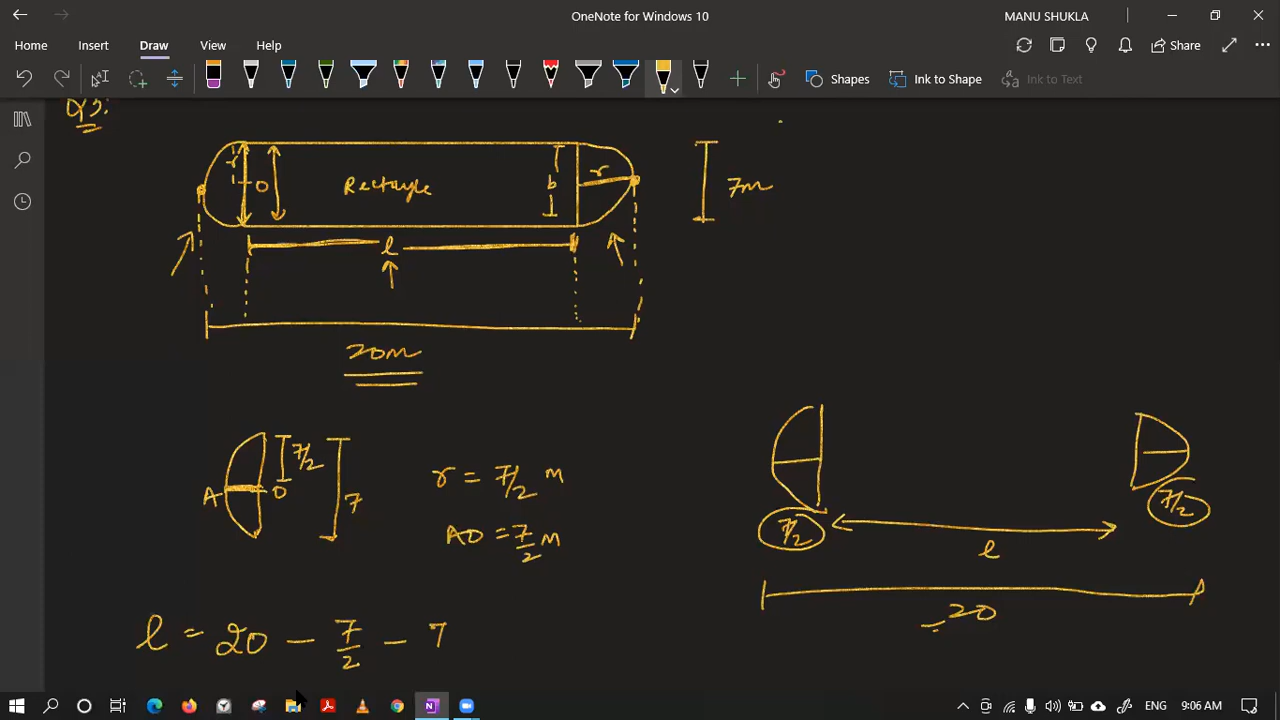 OneNote for Windows 10
MANU SHUKLA
Home Insert Draw View Help
Share
Shapes
Ink to Shape
Ink to Text
Q3.
r
O
Rectangle
b
r
7m
l
20m
7/2
A
O
7
r = 7/2 m
AO = 7/2 m
7/2
7/2
l
20
l = 20 - 7/2 - 7
ENG 9:06 AM